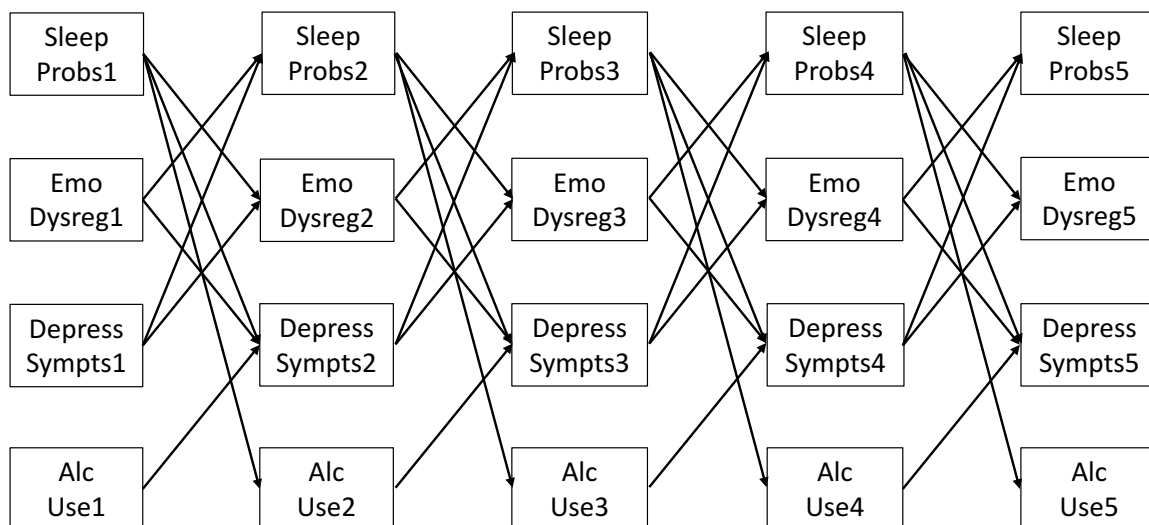 Sleep
Probs1
Sleep
Probs2
Sleep
Probs3
Sleep
Probs4
Sleep
Probs5
Emo
Dysreg1
Emo
Dysreg2
Emo
Dysreg3
Emo
Dysreg4
Emo
Dysreg5
Depress
Sympts1
Depress
Sympts2
Depress
Sympts3
Depress
Sympts4
Depress
Sympts5
Alc
Use1
Alc
Use2
Alc
Use3
Alc
Use4
Alc
Use5